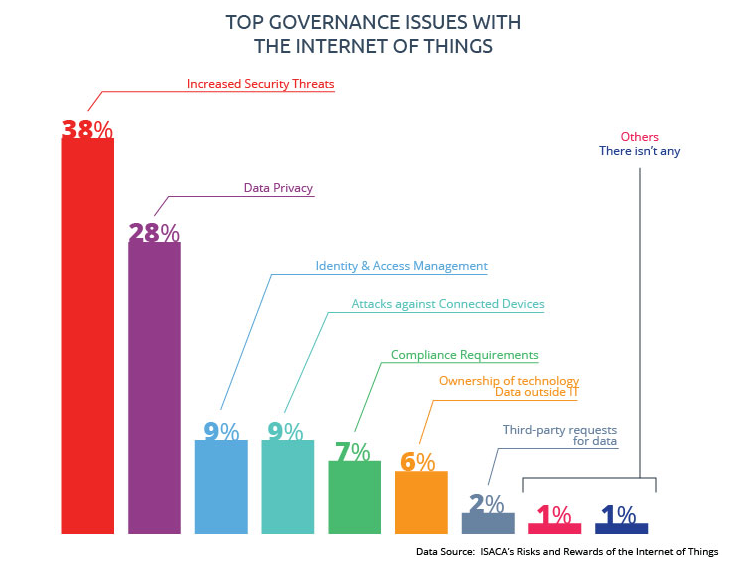 TOP GOVERNANCE ISSUES WITH
THE INTERNET OF THINGS
Increased Security Threats
38%
Data Privacy
28%
Identity & Access Management
9%
Attacks against Connected Devices
9%
Compliance Requirements
7%
Ownership of technology
Data outside IT
6%
Third-party requests
for data
2%
Others
There isn't any
1%
1%
Data Source: ISACA's Risks and Rewards of the Internet of Things